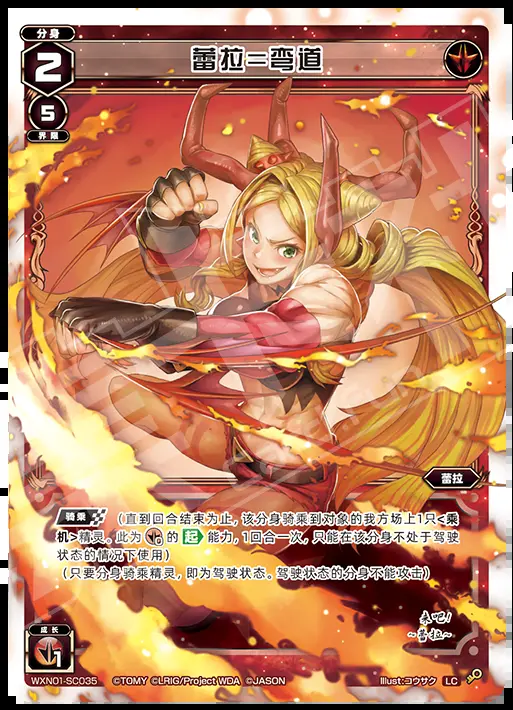 分身
2
蕾拉＝弯道
5
界限
蕾拉
骑乘 （直到回合结束为止，该分身骑乘到对象的我方场上1只<乘
机>精灵。此为 的 起 能力，1回合一次，只能在该分身不处于驾驶
状态的情况下使用）
（只要分身骑乘精灵，即为驾驶状态。驾驶状态的分身不能攻击）
来吧！
～蕾拉～
成长
1
WXN01-SC035 ©TOMY ©LRIG/Project WDA ©JASON Illust:コウサク LC